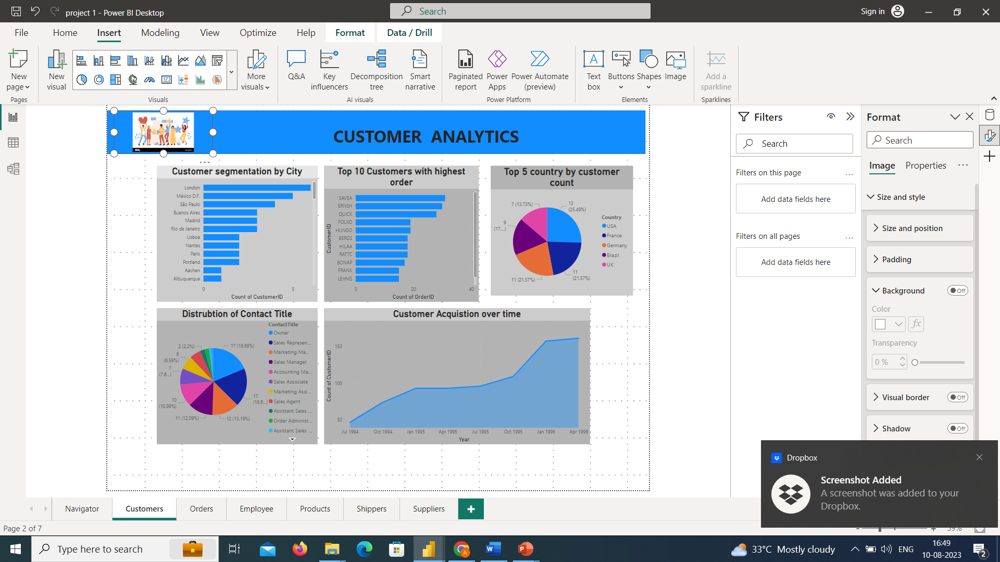 project 1 - Power BI Desktop
Search
Sign in
File Home Insert Modeling View Optimize Help Format Data / Drill
New page
New visual
More visuals
Q&A
Key influencers
Decomposition tree
Smart narrative
Paginated report
Power Apps
Power Automate (preview)
Text box
Buttons
Shapes
Image
Add a sparkline
Pages
Visuals
AI visuals
Power Platform
Elements
Sparklines
CUSTOMER ANALYTICS
Customer segmentation by City
London
México D.F.
São Paulo
Buenos Aires
Madrid
Rio de Janeiro
Lisboa
Nantes
Paris
Portland
Aachen
Albuquerque
0 5
Count of CustomerID
Top 10 Customers with highest
order
CustomerID
SAVEA
ERNSH
QUICK
FOLKO
HUNGO
BERGS
HILAA
RATTC
BONAP
FRANK
LEHMS
0 20 40
Count of OrderID
Top 5 country by customer
count
13
(25.49%)
11
(21.57%)
11 (21.57%)
9
(17....)
7 (13.73%)
Country
USA
France
Germany
Brazil
UK
Distrubtion of Contact Title
17 (18.68%)
17
(18.6...)
12 (13.19%)
11 (12.09%)
10
(10.99%)
7
(7.6...)
6
(6.59%)
2 (2.2%)
ContactTitle
Owner
Sales Represen...
Marketing Ma...
Sales Manager
Accounting Ma...
Sales Associate
Marketing Assi...
Sales Agent
Assistant Sales ...
Order Administ...
Assistant Sales ...
Customer Acquistion over time
Count of CustomerID
150
100
50
Jul 1994 Oct 1994 Jan 1995 Apr 1995 Jul 1995 Oct 1995 Jan 1996 Apr 1996
Year
Filters
Search
Filters on this page
...
Add data fields here
Filters on all pages
...
Add data fields here
Format
Search
Image Properties ...
Size and style
Size and position
Padding
Background Off
Color
fx
Transparency
0 %
Visual border Off
Shadow Off
Dropbox
Screenshot Added
A screenshot was added to your
Dropbox.
Navigator Customers Orders Employee Products Shippers Suppliers +
Page 2 of 7
- + 59%
Type here to search
33°C Mostly cloudy
ENG
16:49
10-08-2023
2